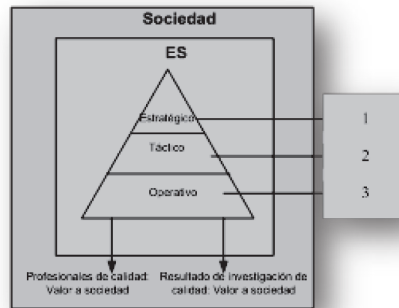 Sociedad
ES
Estratégico
Táctico
Operativo
1
2
3
Profesionales de calidad:
Valor a sociedad
Resultado de investigación de
calidad: Valor a sociedad